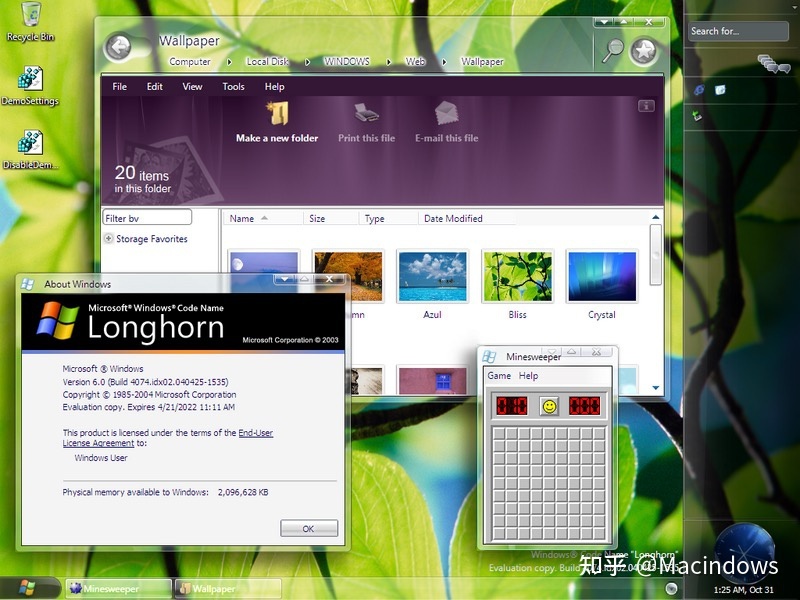 Recycle Bin
DemoSettings
DisableDem...
Wallpaper
Computer
Local Disk
WINDOWS
Web
Wallpaper
File
Edit
View
Tools
Help
Make a new folder
Print this file
E-mail this file
20 items
in this folder
Filter by
Storage Favorites
Name
Size
Type
Date Modified
mn
Azul
Bliss
Crystal
About Windows
Microsoft® Windows® Code Name
Longhorn
Microsoft Corporation © 2003
Microsoft ® Windows
Version 6.0 (Build 4074.idx02.040425-1535)
Copyright © 1985-2004 Microsoft Corporation
Evaluation copy. Expires 4/21/2022 11:11 AM
This product is licensed under the terms of the End-User
License Agreement to:
Windows User
Physical memory available to Windows: 2,096,628 KB
OK
Minesweeper
Game
Help
010
000
Search for...
Windows® Code Name "Longhorn"
Evaluation copy.
知乎 @Macindows
Minesweeper
Wallpaper
1:25 AM, Oct 31